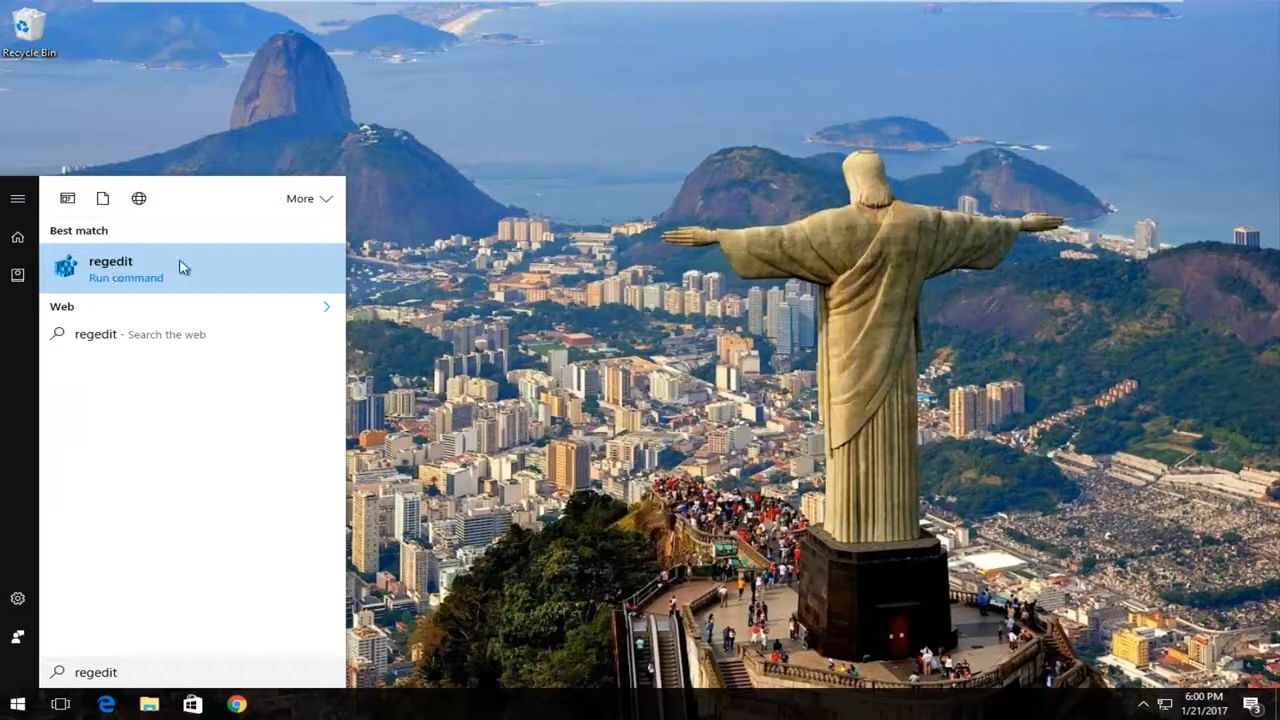 Recycle Bin
More
Best match
regedit
Run command
Web
regedit - Search the web
regedit
6:00 PM
1/21/2017
3